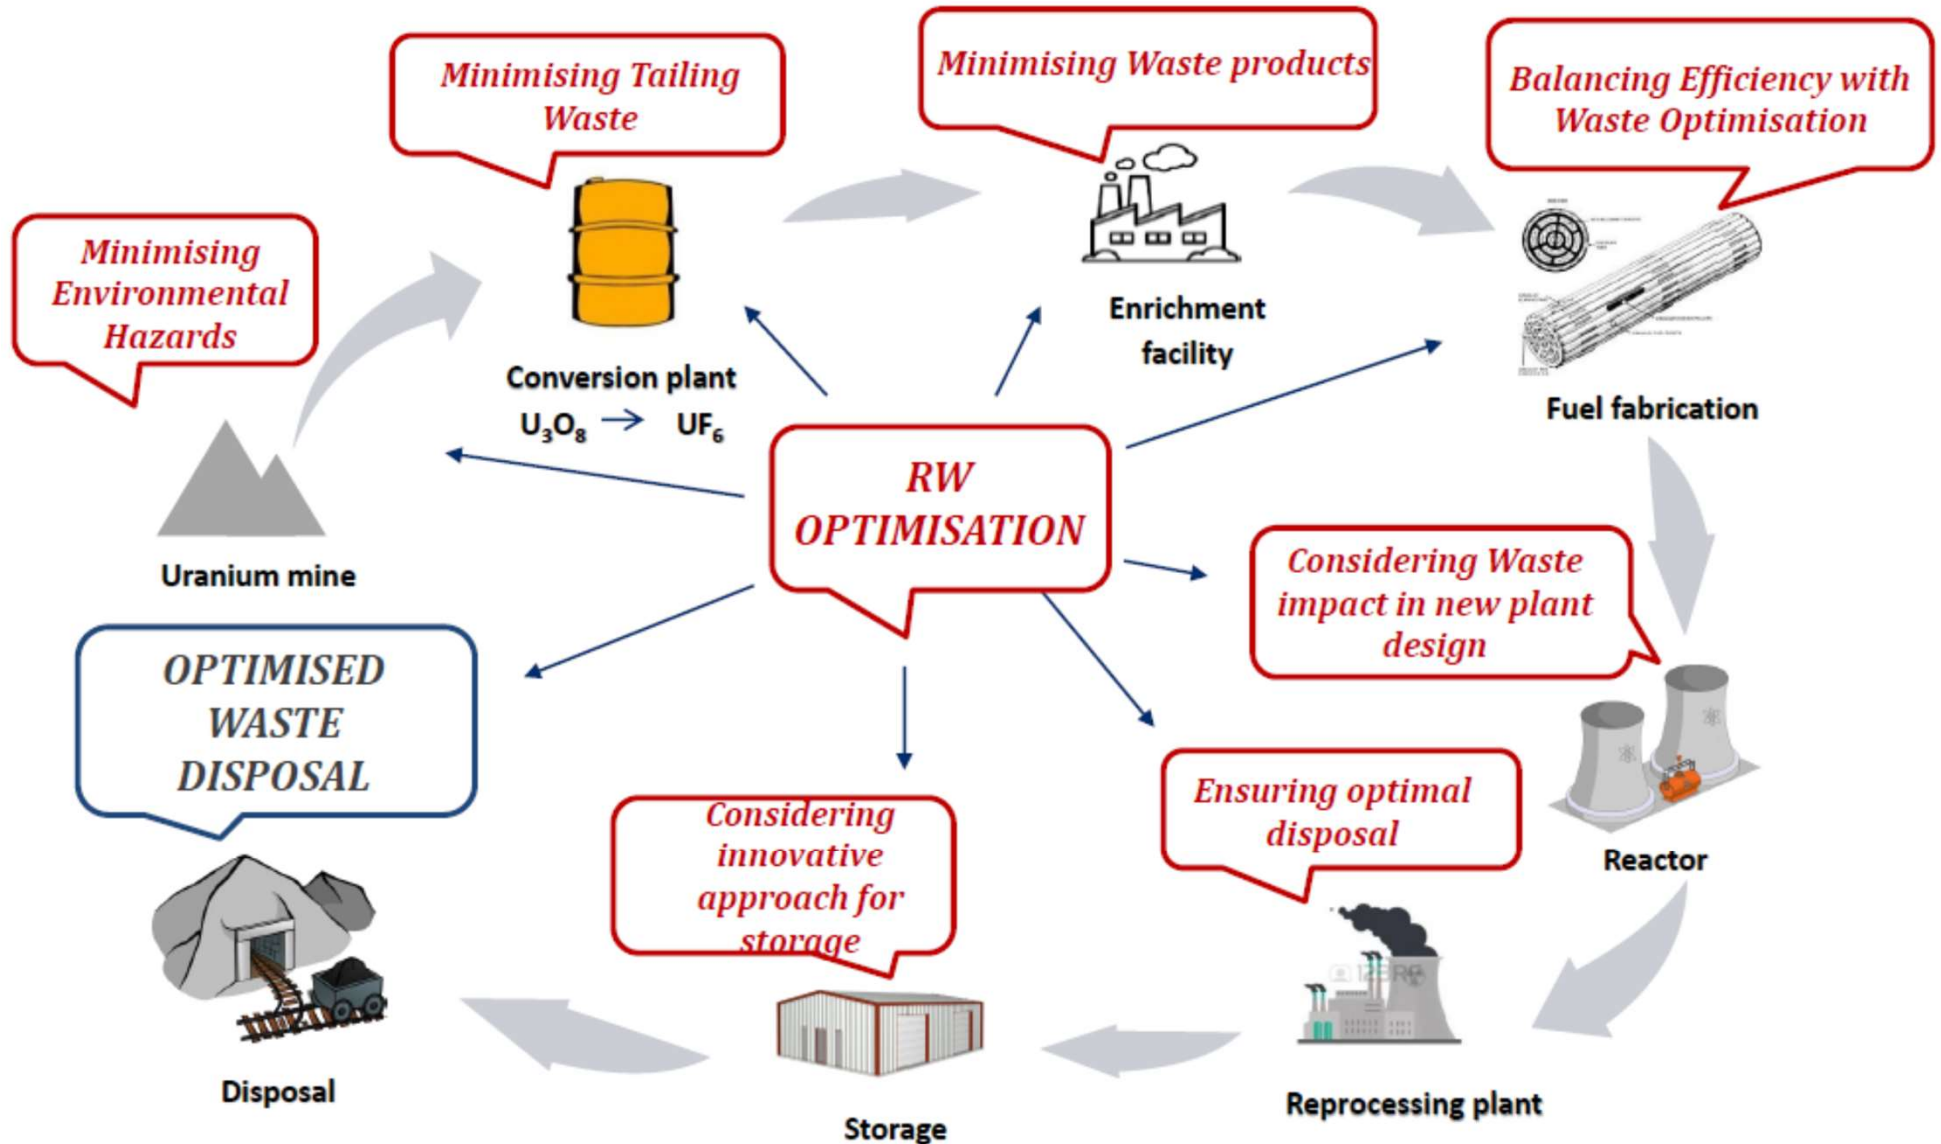 Minimising Tailing
Waste
Minimising Waste products
Balancing Efficiency with
Waste Optimisation
Minimising
Environmental
Hazards
Conversion plant
U₃O₈ → UF₆
Enrichment
facility
Fuel fabrication
Uranium mine
RW
OPTIMISATION
Considering Waste
impact in new plant
design
OPTIMISED
WASTE
DISPOSAL
Considering
innovative
approach for
storage
Ensuring optimal
disposal
Reactor
Disposal
Storage
Reprocessing plant